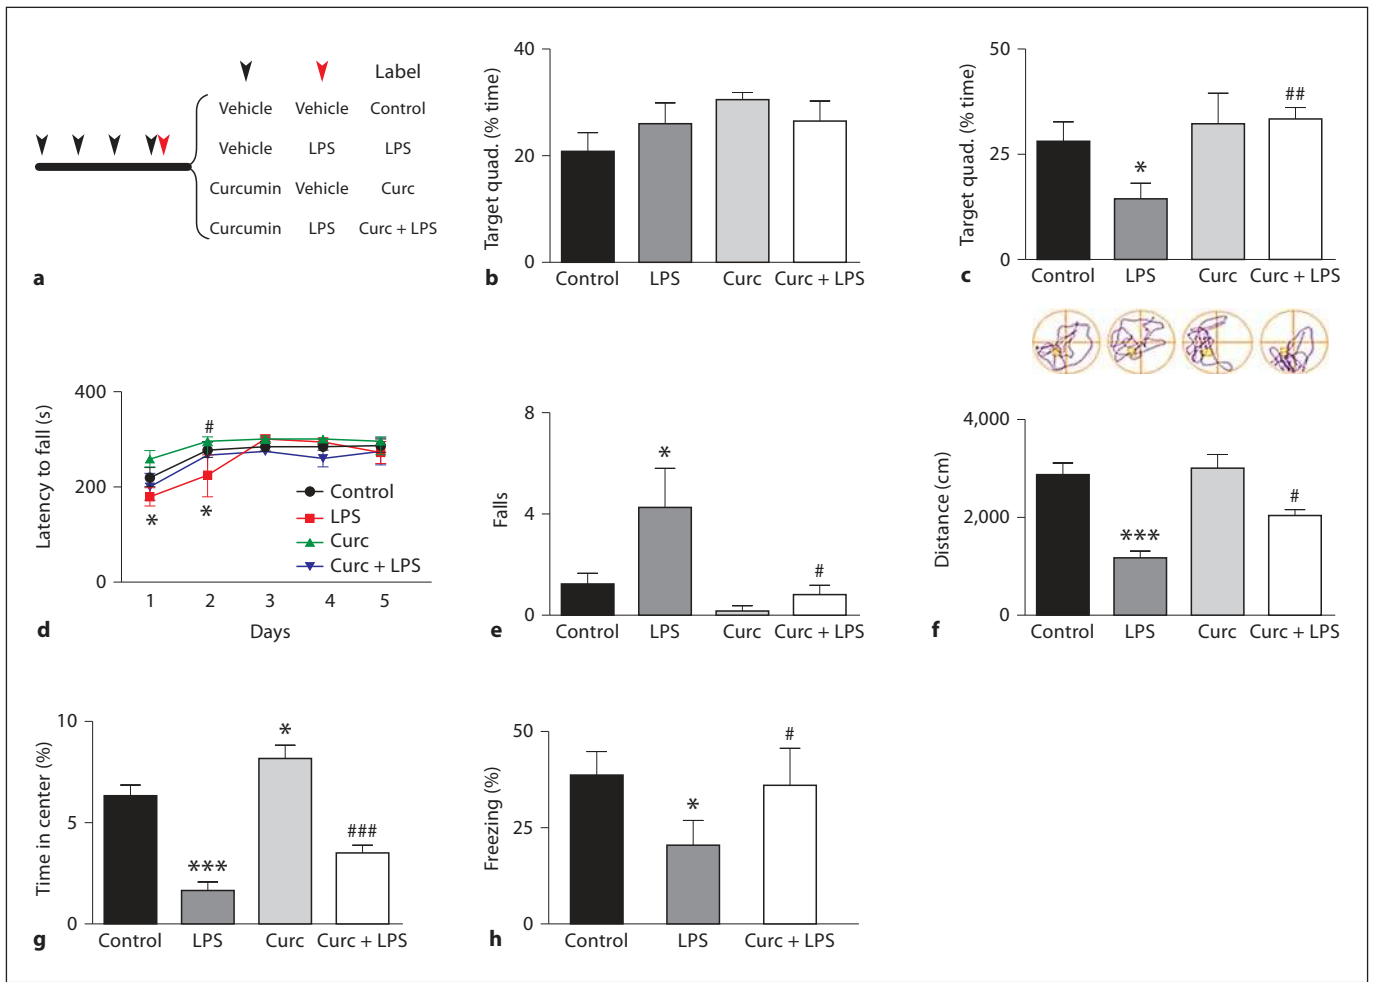 Label
Vehicle Vehicle Control
Vehicle LPS LPS
Curcumin Vehicle Curc
Curcumin LPS Curc + LPS
a
Target quad. (% time)
40
20
0
Control LPS Curc Curc + LPS
b
Target quad. (% time)
50
25
0
*
##
Control LPS Curc Curc + LPS
c
Latency to fall (s)
400
200
0
#
* *
Control
LPS
Curc
Curc + LPS
1 2 3 4 5
Days
d
Falls
8
4
0
*
#
Control LPS Curc Curc + LPS
e
Distance (cm)
4,000
2,000
0
***
#
Control LPS Curc Curc + LPS
f
Time in center (%)
10
5
0
***
*
###
Control LPS Curc Curc + LPS
g
Freezing (%)
50
25
0
*
#
Control LPS Curc + LPS
h